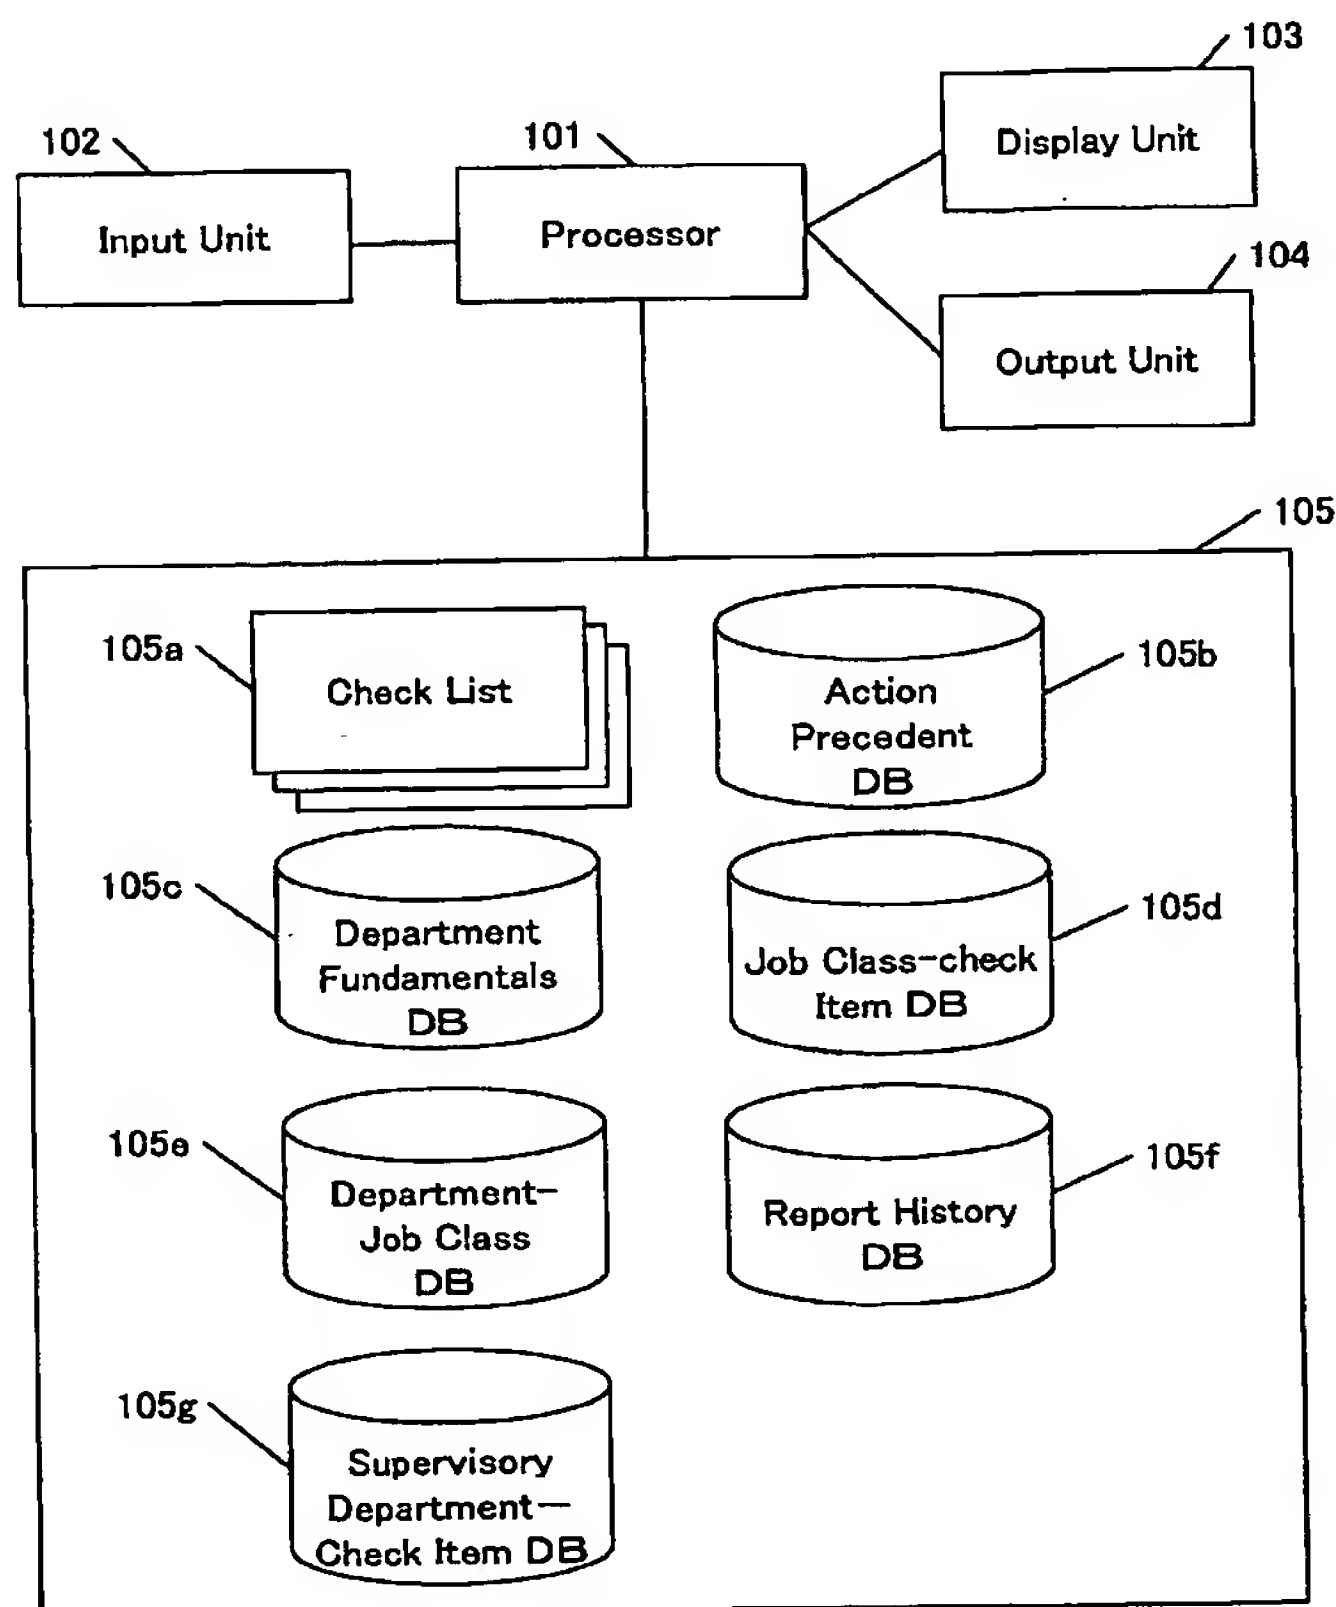 103
Display Unit
102
101
Input Unit
Processor
104
Output Unit
105
105a
Check List
105b
Action
Precedent
DB
105c
Department
Fundamentals
DB
105d
Job Class-check
Item DB
105e
Department-
Job Class
DB
105f
Report History
DB
105g
Supervisory
Department—
Check Item DB